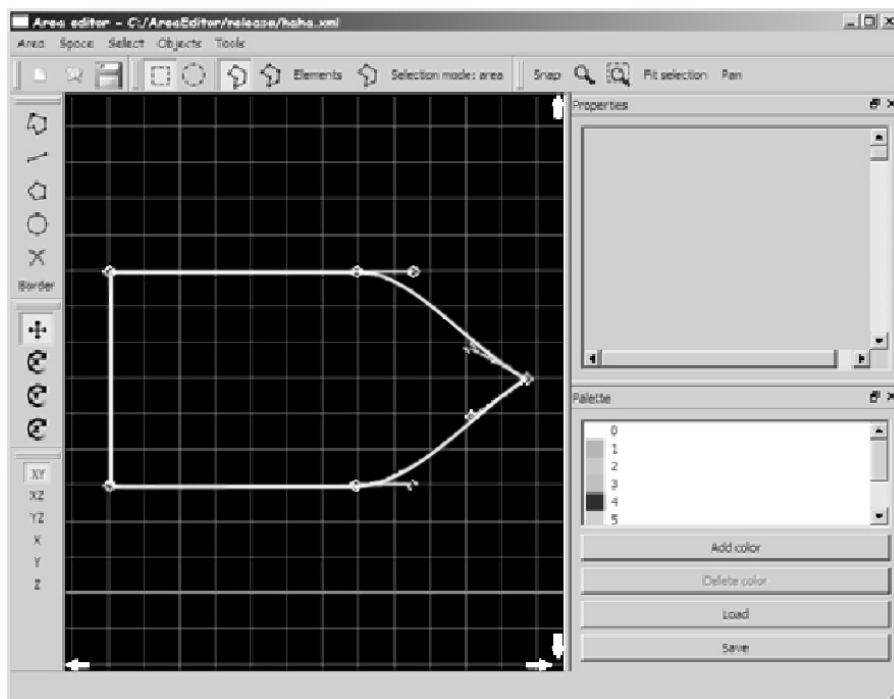 Area editor - C:/AreaEditor/release/haha.xml
Area Space Select Objects Tools
Elements Selection mode: area Snap Fit selection Pan
Properties
Border
XY
XZ
YZ
X
Y
Z
Palette
0
1
2
3
4
5
Add color
Delete color
Load
Save